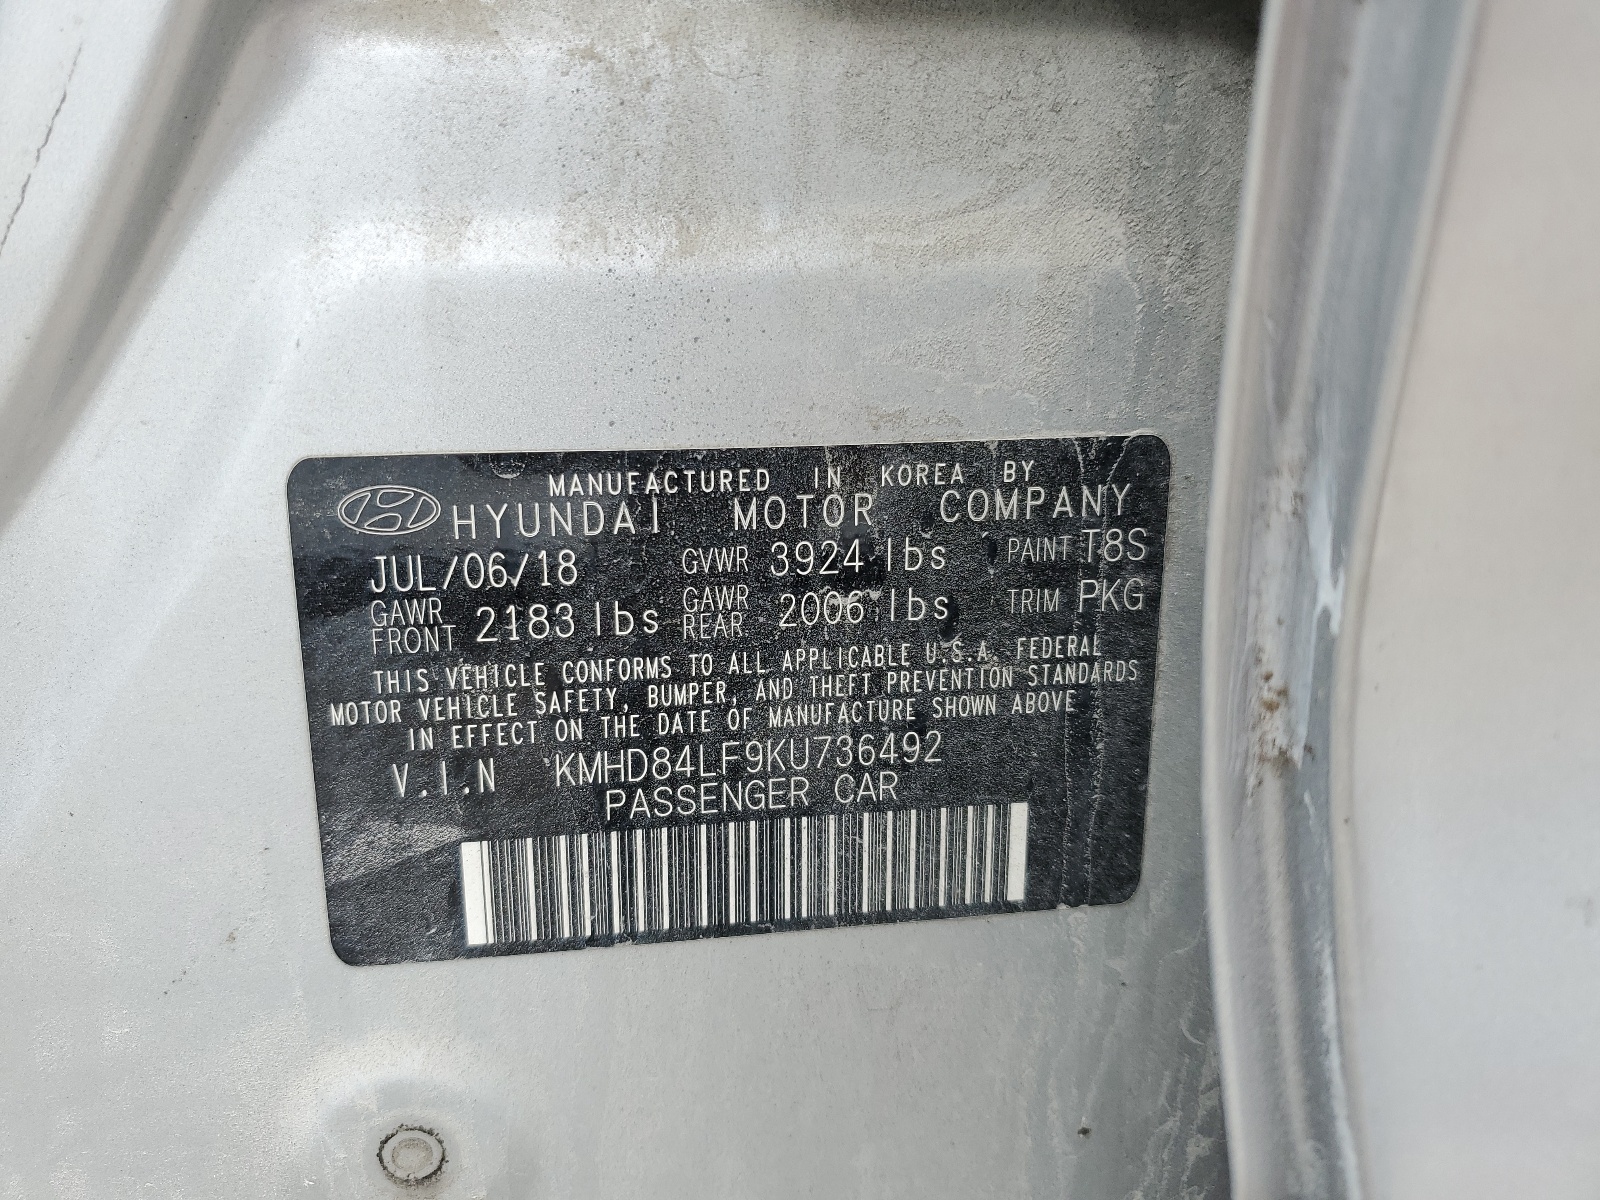 MANUFACTURED IN KOREA BY
HYUNDAI MOTOR COMPANY
JUL/06/18 GVWR 3924 lbs PAINT T8S
GAWR FRONT 2183 lbs GAWR REAR 2006 lbs TRIM PKG
THIS VEHICLE CONFORMS TO ALL APPLICABLE U.S.A. FEDERAL
MOTOR VEHICLE SAFETY, BUMPER, AND THEFT PREVENTION STANDARDS
IN EFFECT ON THE DATE OF MANUFACTURE SHOWN ABOVE
V.I.N KMHD84LF9KU736492
PASSENGER CAR